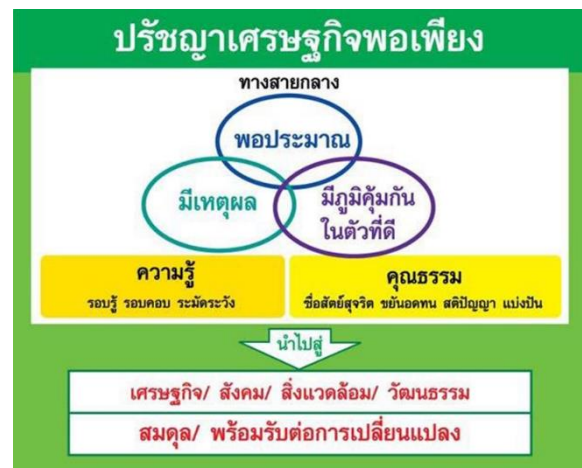 ปรัชญาเศรษฐกิจพอเพียง
ทางสายกลาง
พอประมาณ
มีเหตุผล
มีภูมิคุ้มกัน
ในตัวที่ดี
ความรู้
รอบรู้ รอบคอบ ระมัดระวัง
คุณธรรม
ซื่อสัตย์สุจริต ขยันอดทน สติปัญญา แบ่งปัน
นำไปสู่
เศรษฐกิจ/ สังคม/ สิ่งแวดล้อม/ วัฒนธรรม
สมดุล/ พร้อมรับต่อการเปลี่ยนแปลง